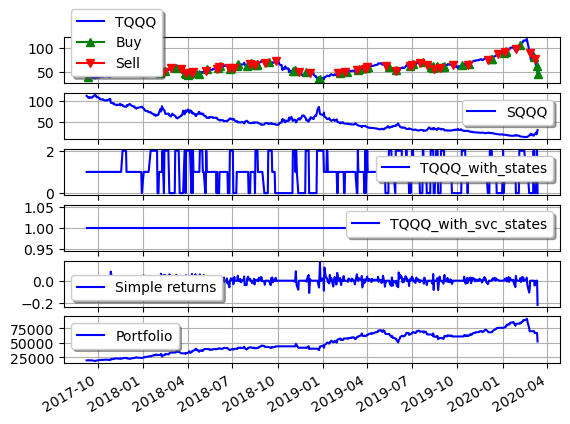 TQQQ
Buy
Sell
100
50
SQQQ
100
50
TQQQ_with_states
2
0
TQQQ_with_svc_states
1.05
1.00
0.95
Simple returns
0.0
−0.2
Portfolio
75000
50000
25000
2017-10 2018-01 2018-04 2018-07 2018-10 2019-01 2019-04 2019-07 2019-10 2020-01 2020-04